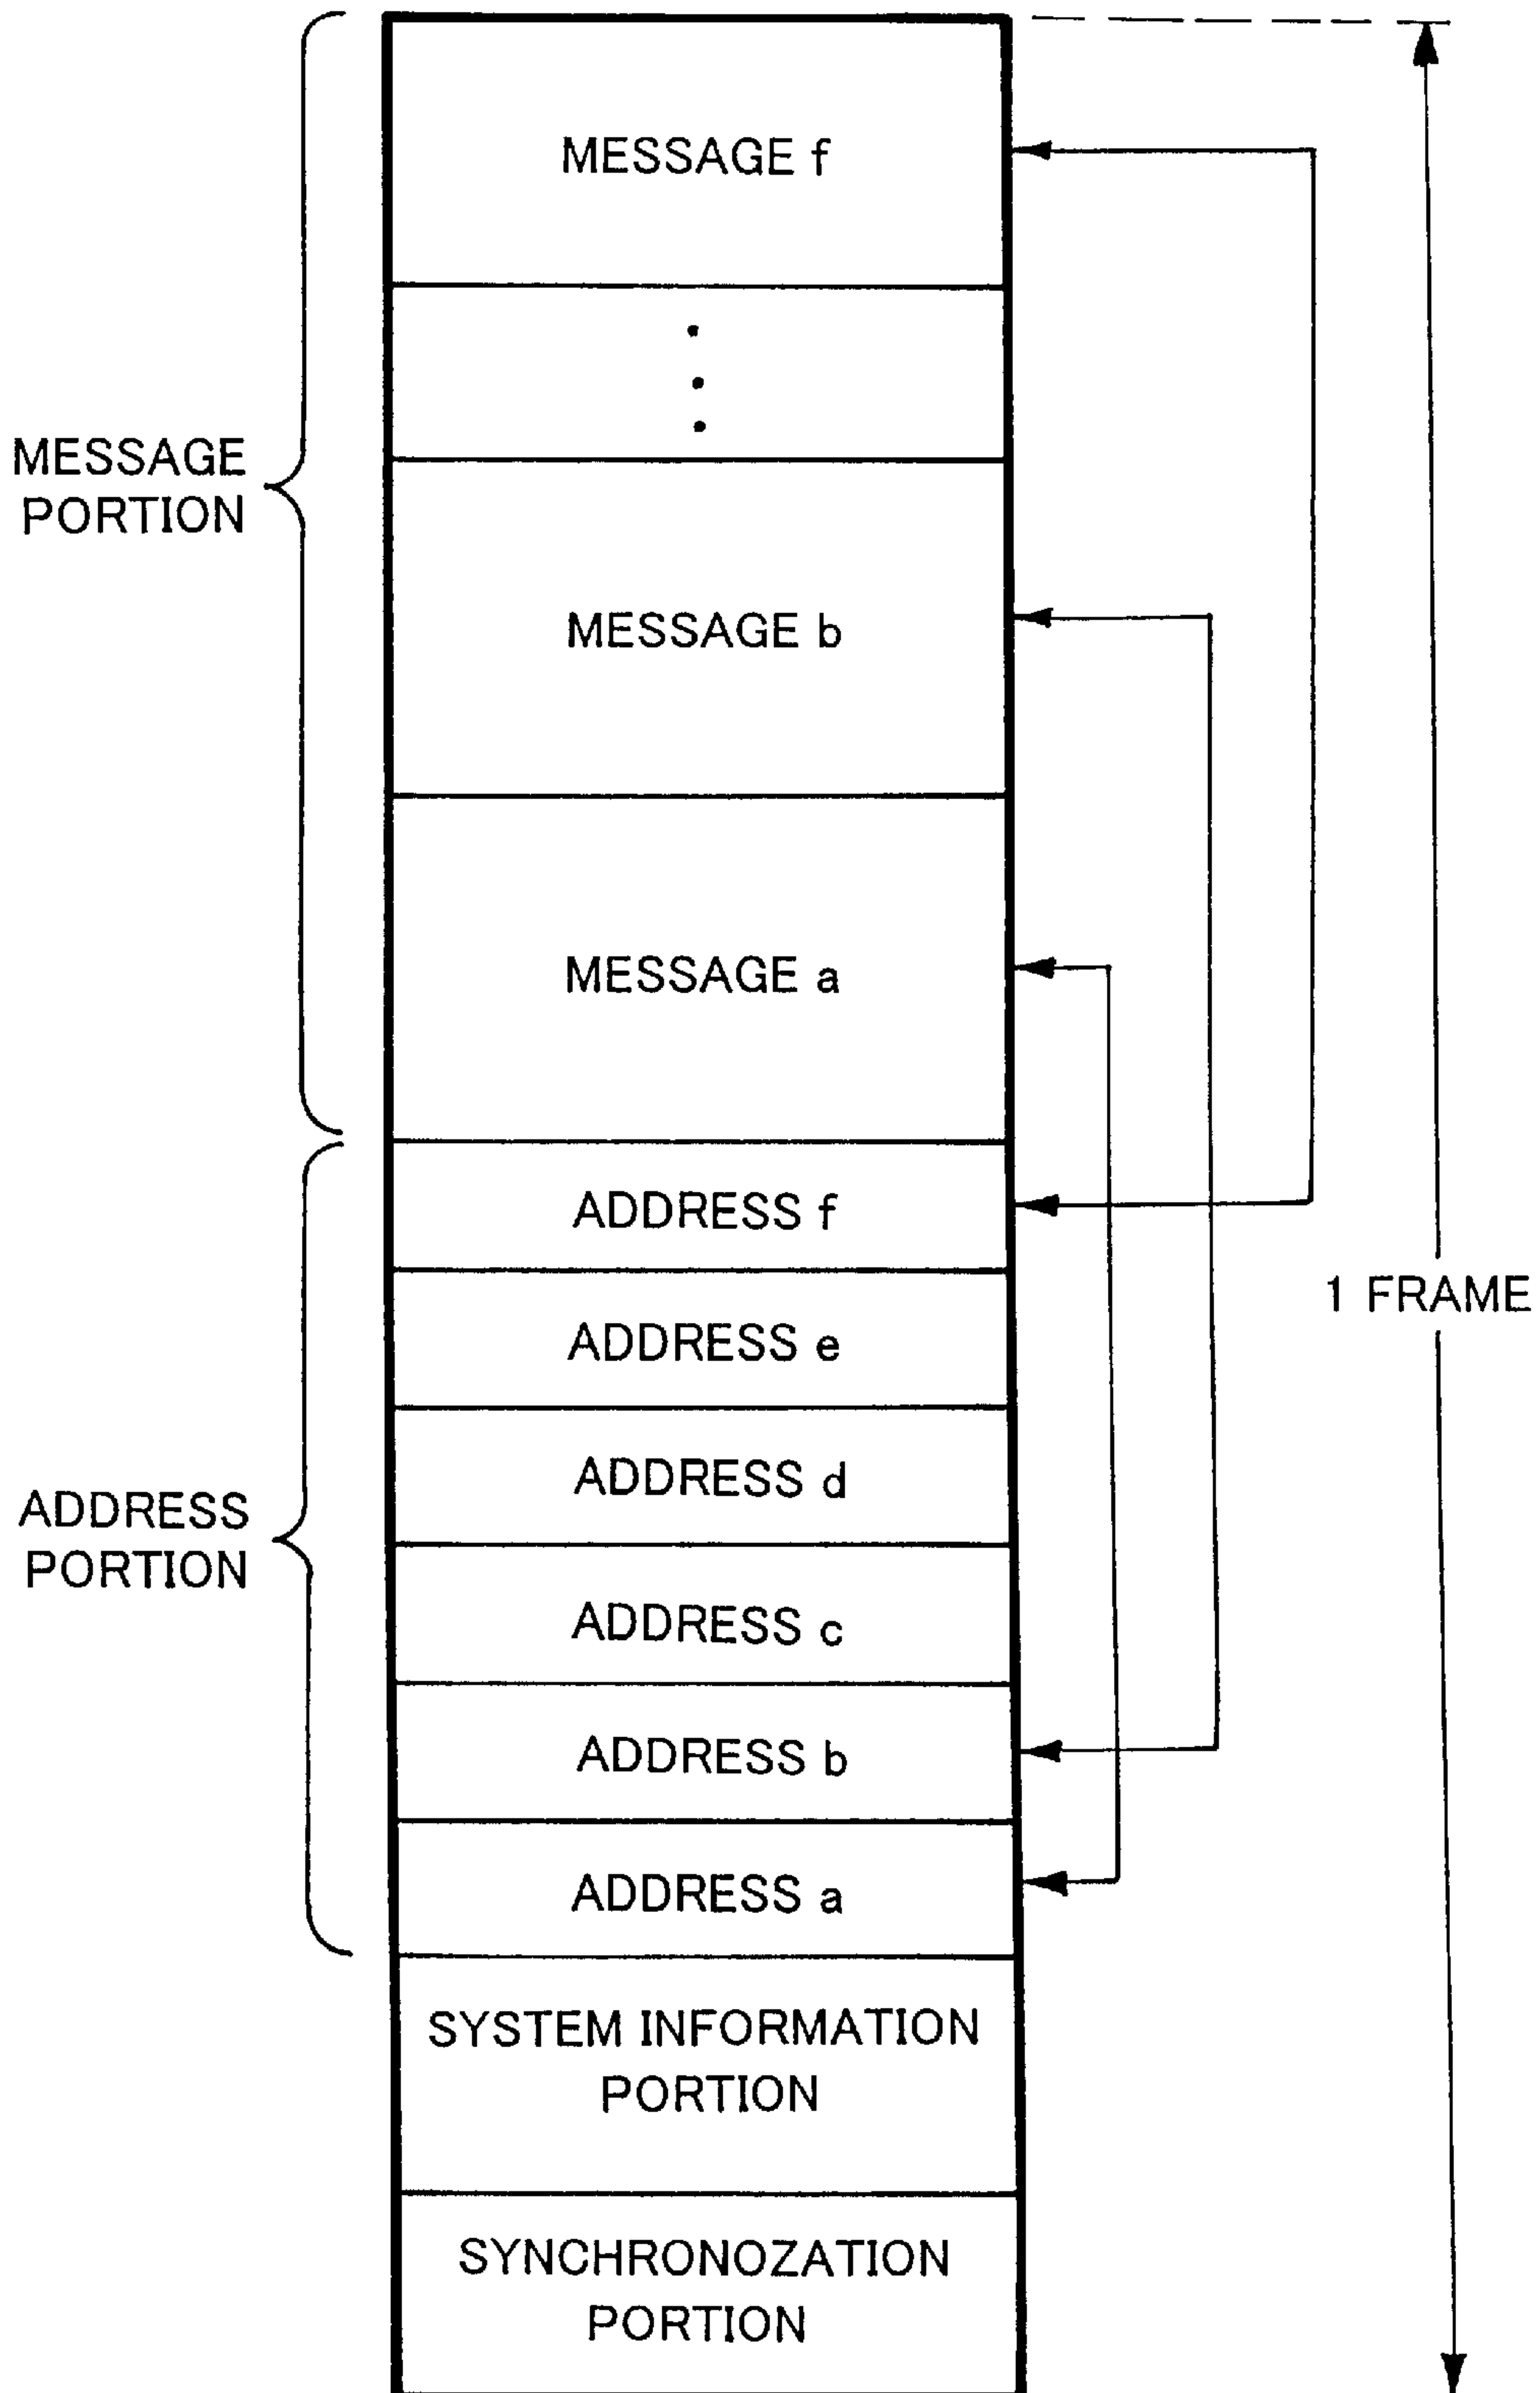 MESSAGE f
MESSAGE
PORTION
MESSAGE b
MESSAGE a
ADDRESS f
1 FRAME
ADDRESS e
ADDRESS d
ADDRESS
PORTION
ADDRESS c
ADDRESS b
ADDRESS a
SYSTEM INFORMATION
PORTION
SYNCHRONOZATION
PORTION